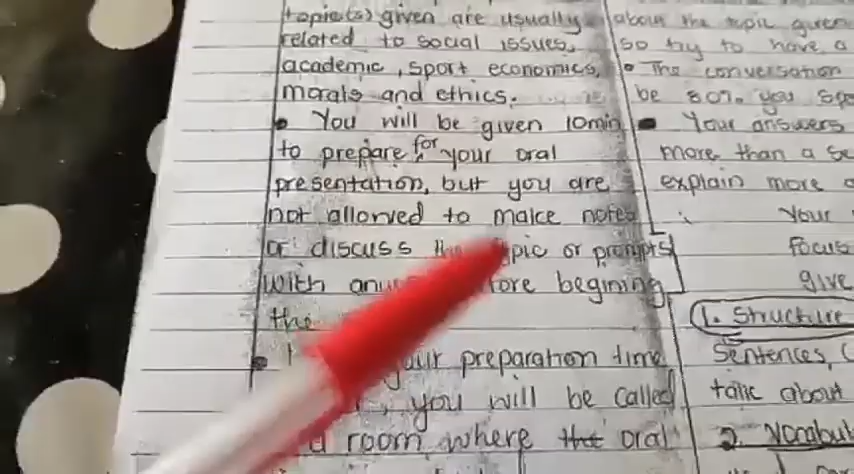 topic(s) given are usually
related to social issues,
academic, sport economics,
morals and ethics.
• You will be given 10min
to prepare for your oral
presentation, but you are
not allowed to make notes
or discuss the topic or prompts
with before begining
the
• your preparation time
, you will be called
room where the oral
about the topic given
so try to have a
• The conversation
be 80% you
• Your answers
more than a
explain more
Your
Focus
give
1. Structure
Sentences,
talk about
2.